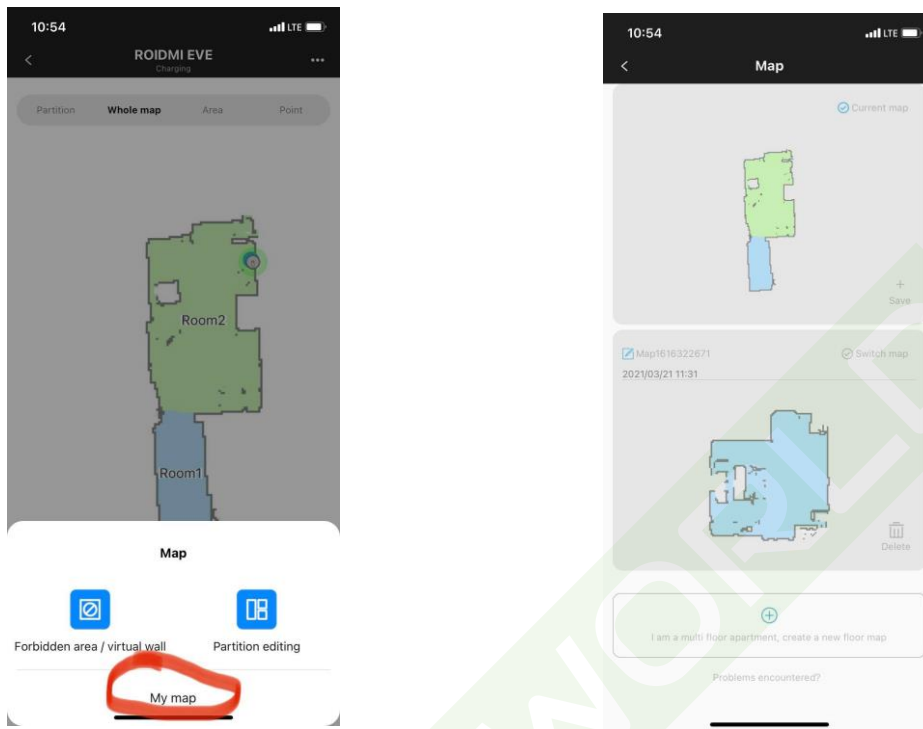 10:54
LTE
ROIDMI EVE
Charging
Partition Whole map Area Point
Room2
Room1
Map
Forbidden area / virtual wall Partition editing
My map
10:54
LTE
Map
Current map
+
Save
Map1616322671 Switch map
2021/03/21 11:31
Delete
I am a multi floor apartment, create a new floor map
Problems encountered?